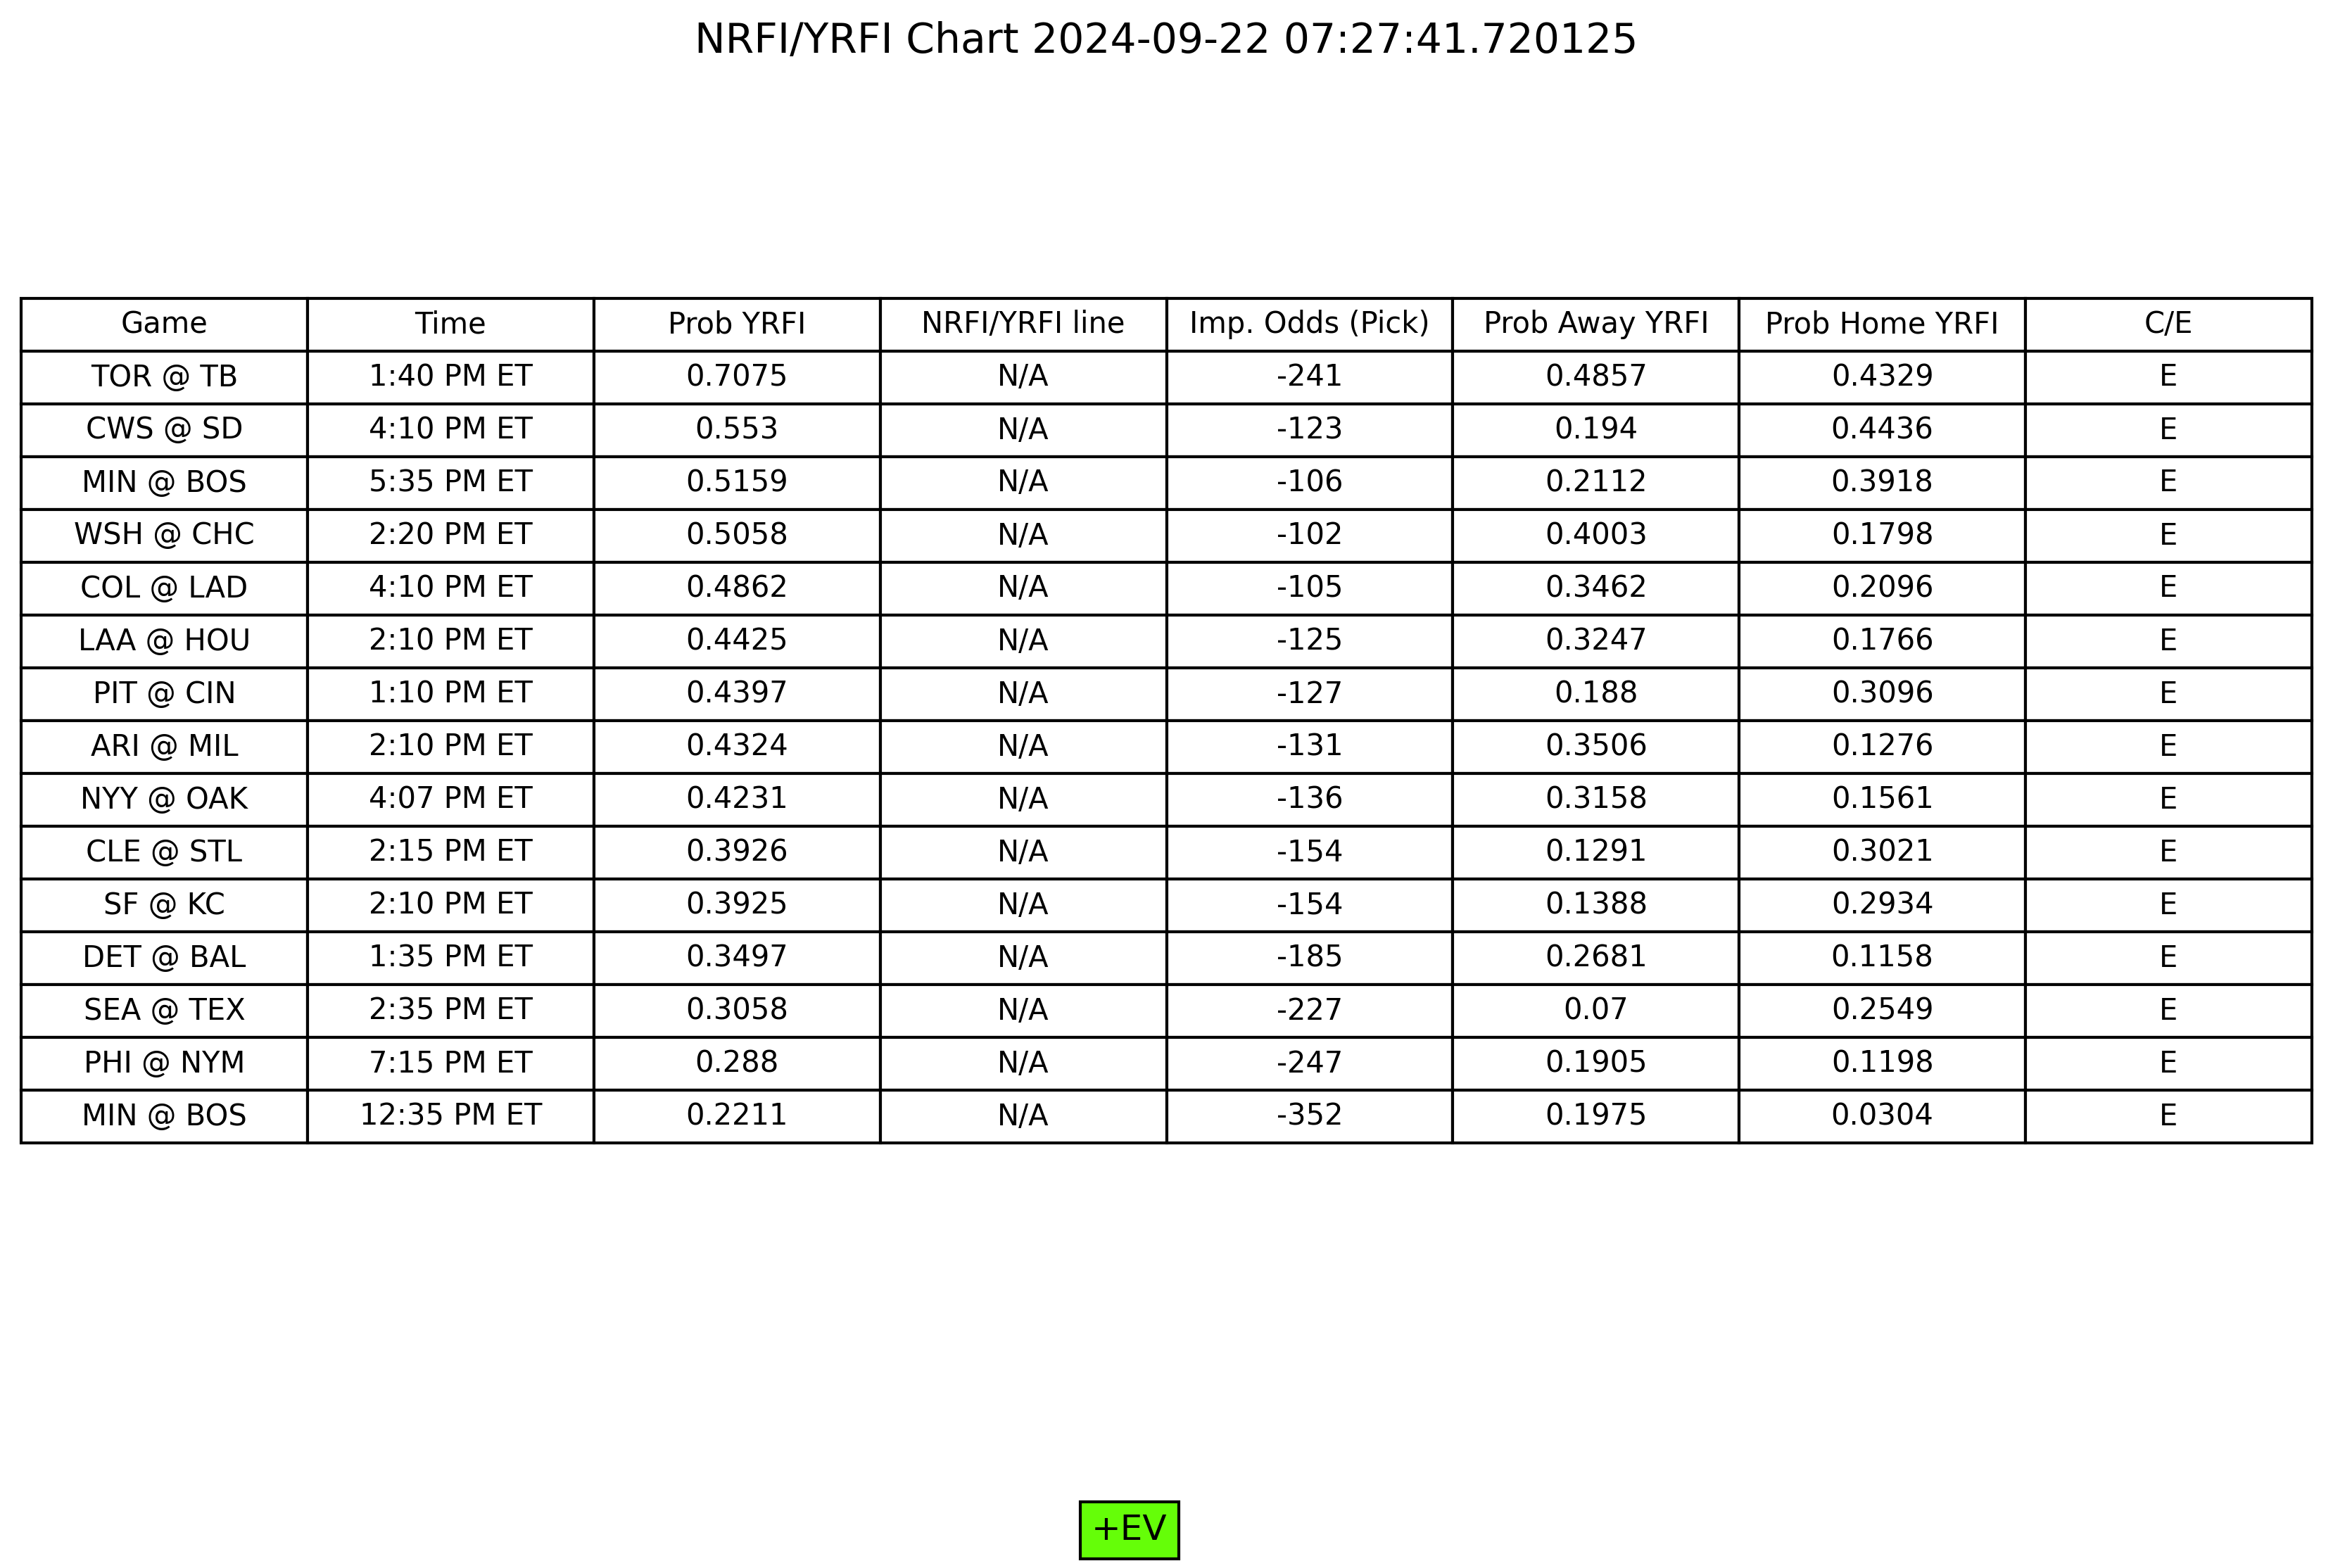 NRFI/YRFI Chart 2024-09-22 07:27:41.720125
Game Time Prob YRFI NRFI/YRFI line Imp. Odds (Pick) Prob Away YRFI Prob Home YRFI C/E
TOR @ TB 1:40 PM ET 0.7075 N/A -241 0.4857 0.4329 E
CWS @ SD 4:10 PM ET 0.553 N/A -123 0.194 0.4436 E
MIN @ BOS 5:35 PM ET 0.5159 N/A -106 0.2112 0.3918 E
WSH @ CHC 2:20 PM ET 0.5058 N/A -102 0.4003 0.1798 E
COL @ LAD 4:10 PM ET 0.4862 N/A -105 0.3462 0.2096 E
LAA @ HOU 2:10 PM ET 0.4425 N/A -125 0.3247 0.1766 E
PIT @ CIN 1:10 PM ET 0.4397 N/A -127 0.188 0.3096 E
ARI @ MIL 2:10 PM ET 0.4324 N/A -131 0.3506 0.1276 E
NYY @ OAK 4:07 PM ET 0.4231 N/A -136 0.3158 0.1561 E
CLE @ STL 2:15 PM ET 0.3926 N/A -154 0.1291 0.3021 E
SF @ KC 2:10 PM ET 0.3925 N/A -154 0.1388 0.2934 E
DET @ BAL 1:35 PM ET 0.3497 N/A -185 0.2681 0.1158 E
SEA @ TEX 2:35 PM ET 0.3058 N/A -227 0.07 0.2549 E
PHI @ NYM 7:15 PM ET 0.288 N/A -247 0.1905 0.1198 E
MIN @ BOS 12:35 PM ET 0.2211 N/A -352 0.1975 0.0304 E
+EV